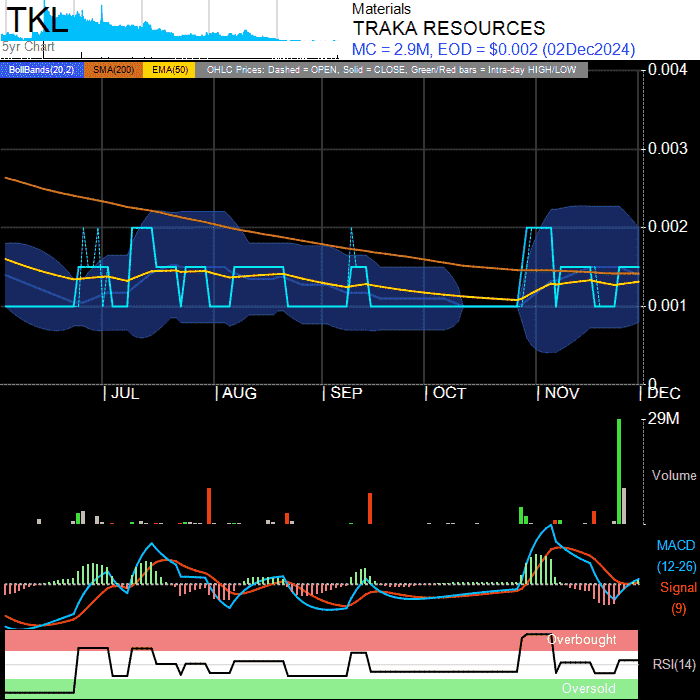 TKL
5yr Chart
Materials
TRAKA RESOURCES
MC = 2.9M, EOD = $0.002 (02Dec2024)
BollBands(20,2) SMA(200) EMA(50) OHLC Prices: Dashed = OPEN, Solid = CLOSE, Green/Red bars = Intra-day HIGH/LOW
0.004
0.003
0.002
0.001
0
JUL AUG SEP OCT NOV DEC
29M
Volume
MACD
(12-26)
Signal
(9)
Overbought
RSI(14)
Oversold